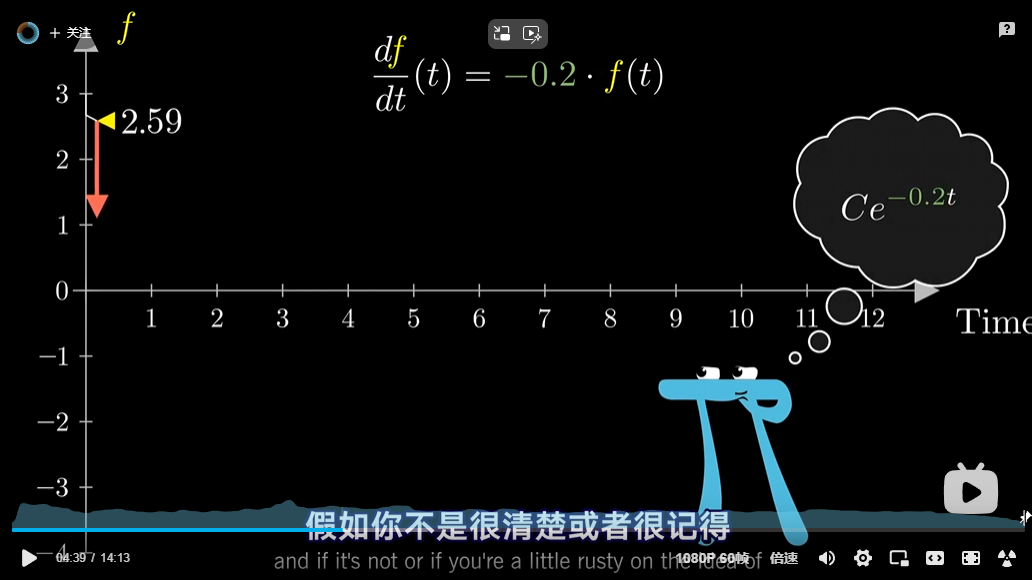 + 关注
f
df/dt (t) = −0.2 · f(t)
3
2.59
2
1
Ce^{−0.2t}
0
1 2 3 4 5 6 7 8 9 10 11 12
Time
−1
−2
−3
假如你不是很清楚或者很记得
−4
04:39 / 14:13
1080P 60帧
倍速
and if it's not or if you're a little rusty on the idea of